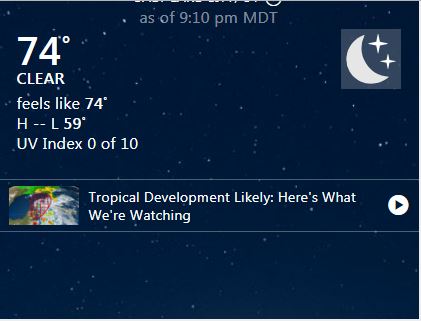 as of 9:10 pm MDT
74°
CLEAR
feels like 74°
H -- L 59°
UV Index 0 of 10
Tropical Development Likely: Here's What
We're Watching